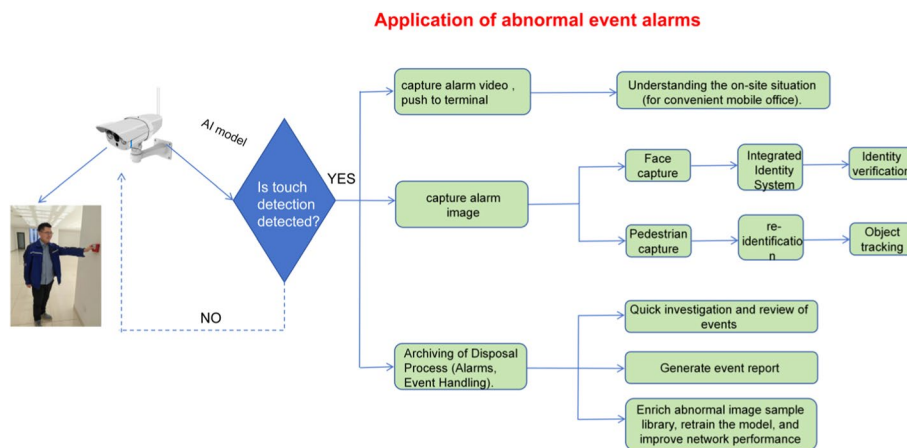 Application of abnormal event alarms
capture alarm video ,
push to terminal
Understanding the on-site situation
(for convenient mobile office).
AI model
Is touch
detection
detected?
YES
NO
capture alarm
image
Face
capture
Integrated
Identity
System
Identity
verification
Pedestrian
capture
re-
identificatio
n
Object
tracking
Archiving of Disposal
Process (Alarms,
Event Handling).
Quick investigation and review of
events
Generate event report
Enrich abnormal image sample
library, retrain the model, and
improve network performance